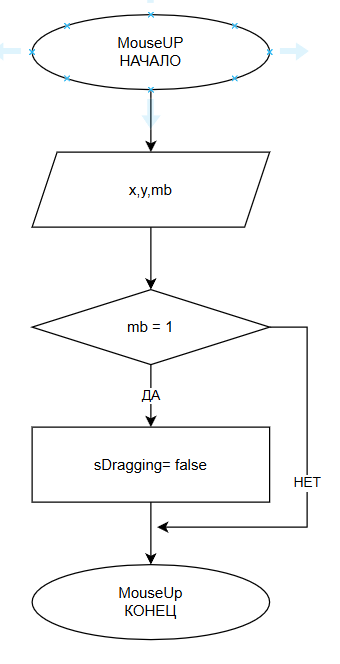 MouseUP
НАЧАЛО
x,y,mb
mb = 1
ДА
sDragging= false
НЕТ
MouseUp
КОНЕЦ